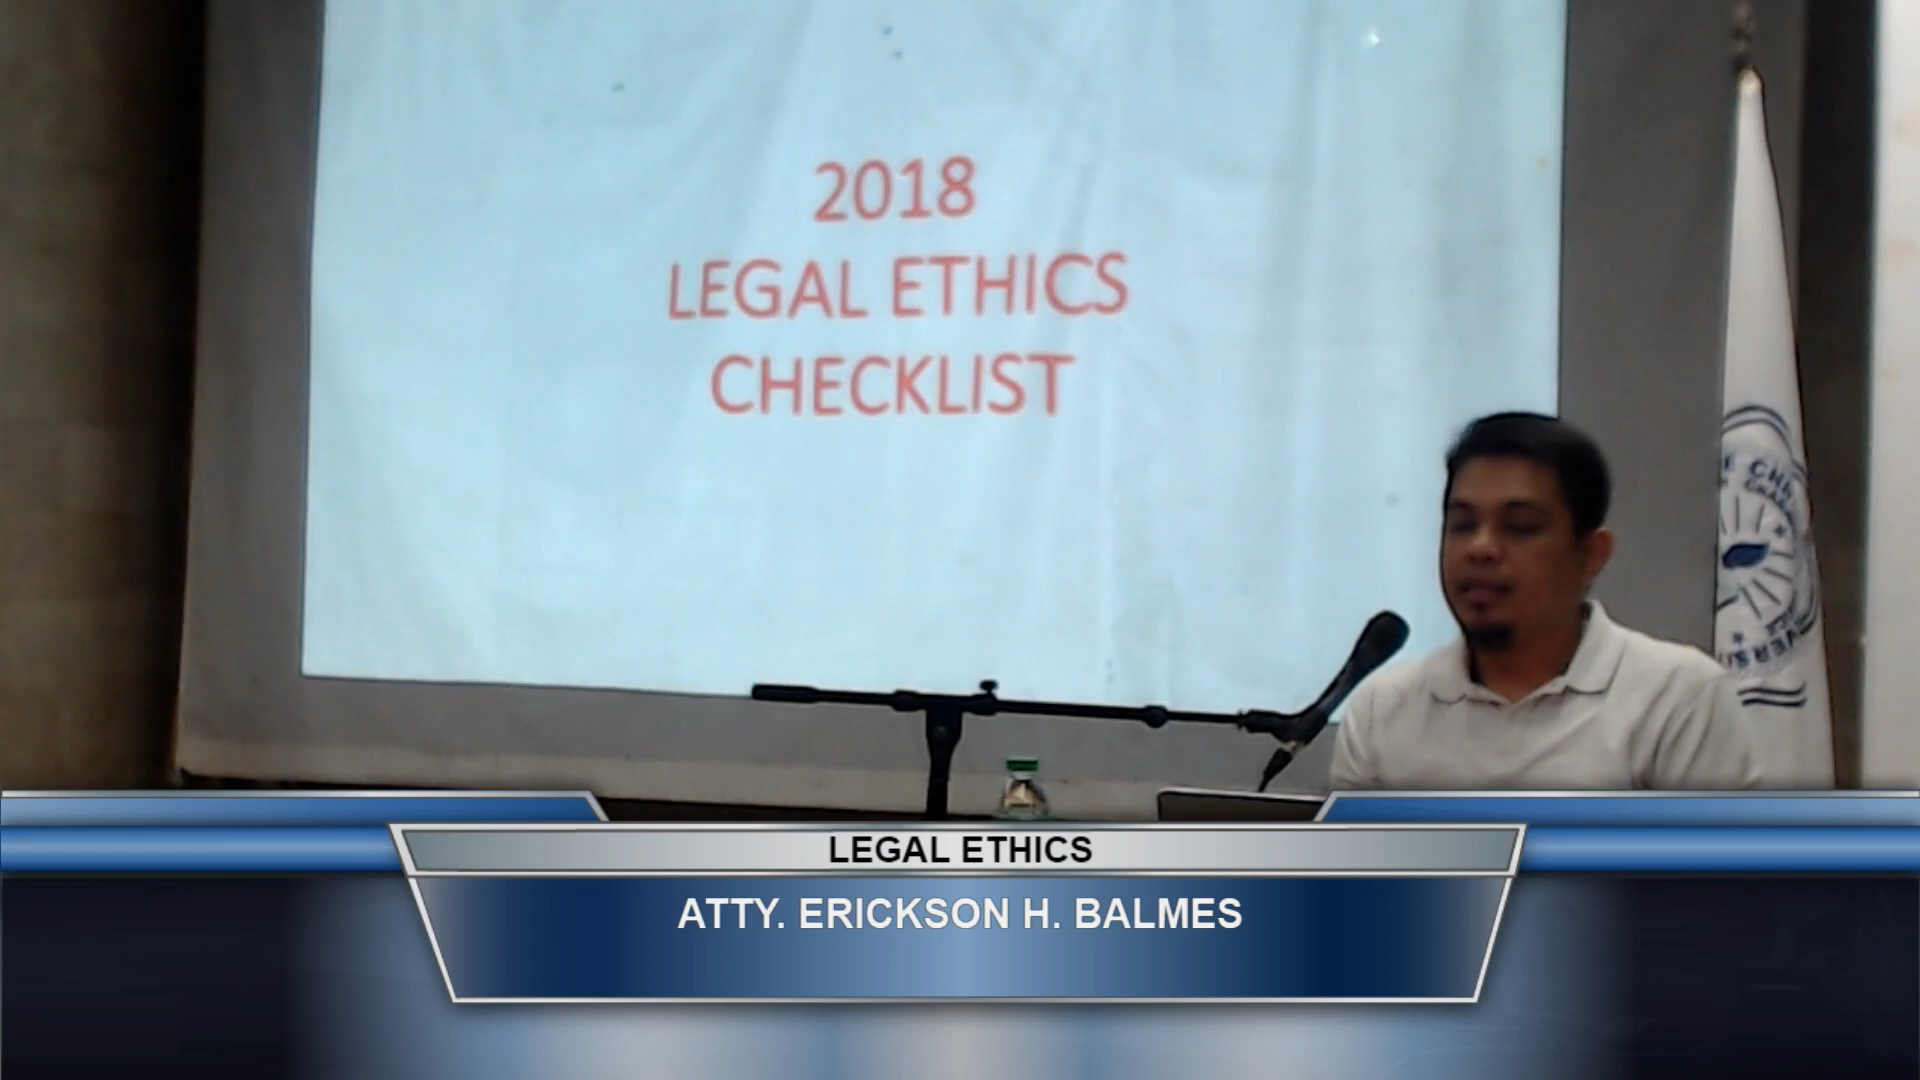 2018
LEGAL ETHICS
CHECKLIST
LEGAL ETHICS
ATTY. ERICKSON H. BALMES